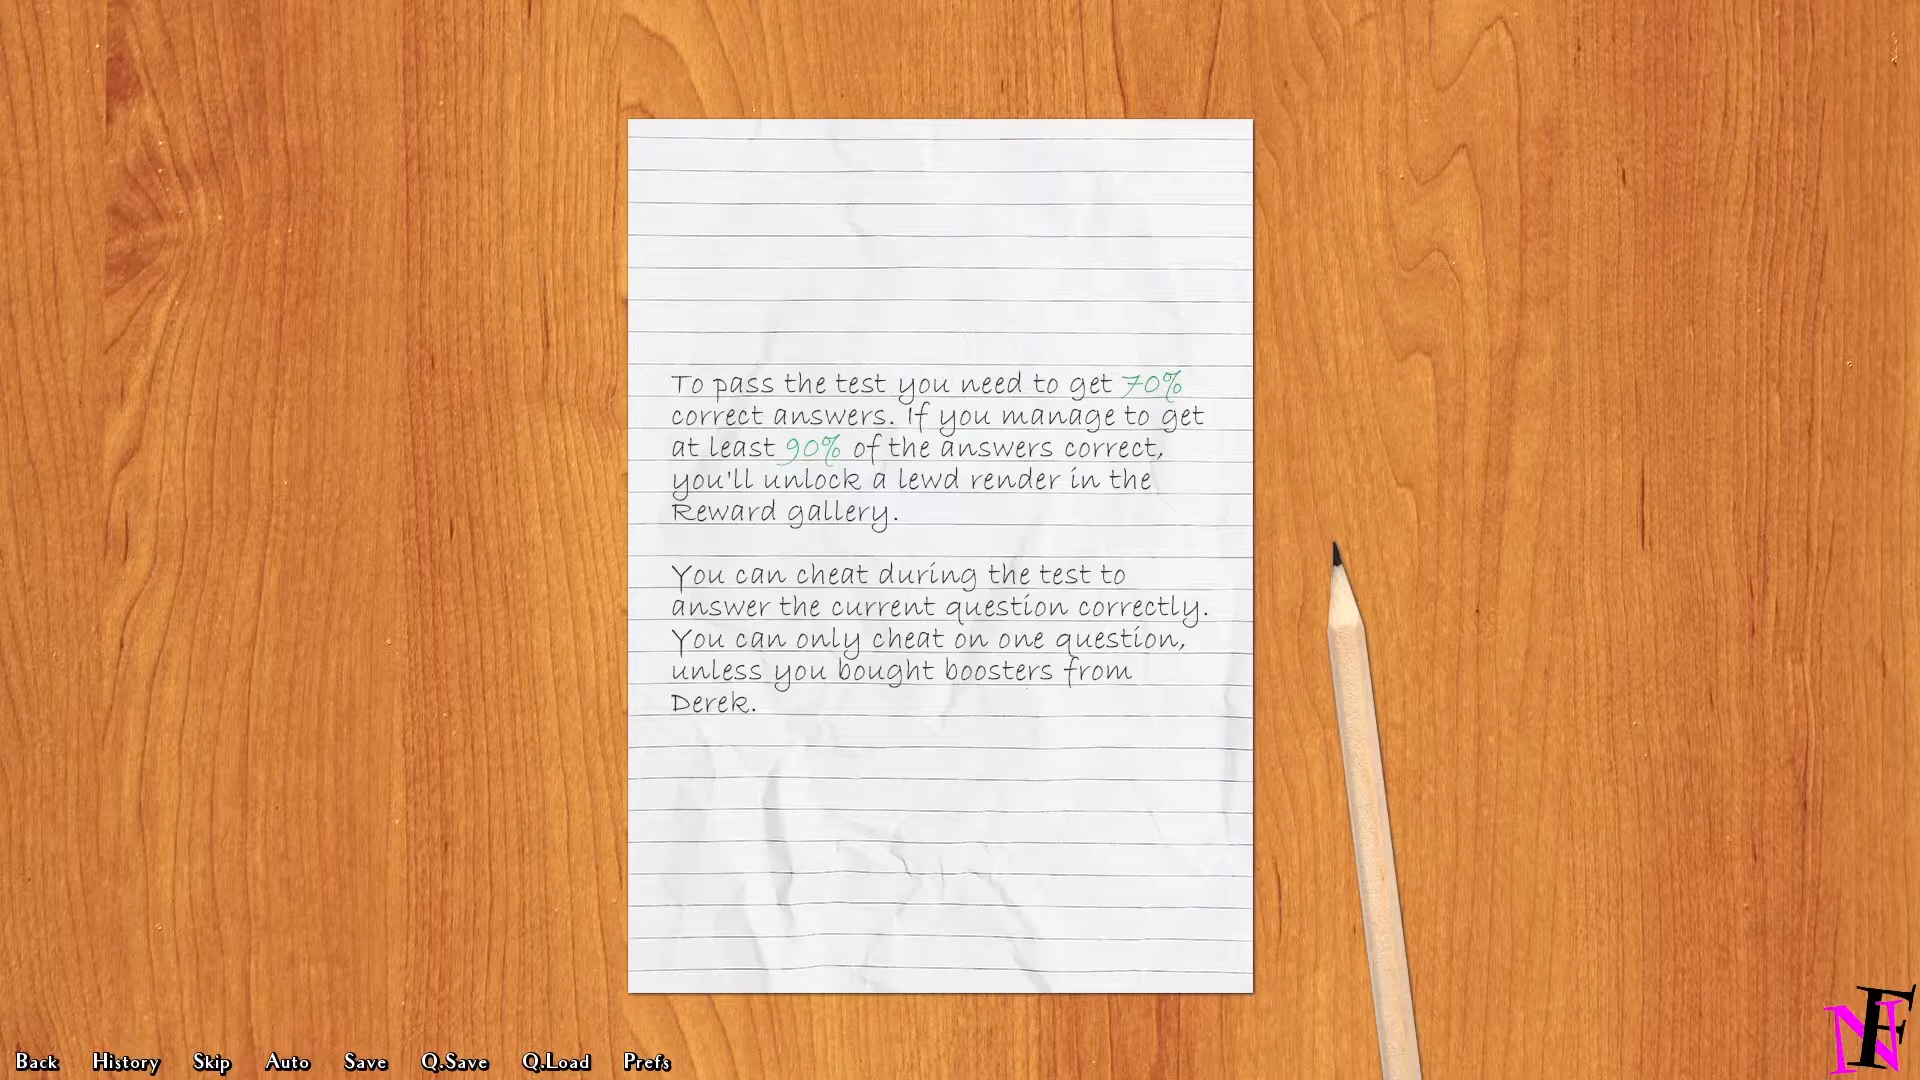 To pass the test you need to get 70%
correct answers. If you manage to get
at least 90% of the answers correct,
you'll unlock a lewd render in the
Reward gallery.
You can cheat during the test to
answer the current question correctly.
You can only cheat on one question,
unless you bought boosters from
Derek.
Back History Skip Auto Save Q.Save Q.Load Prefs
NF